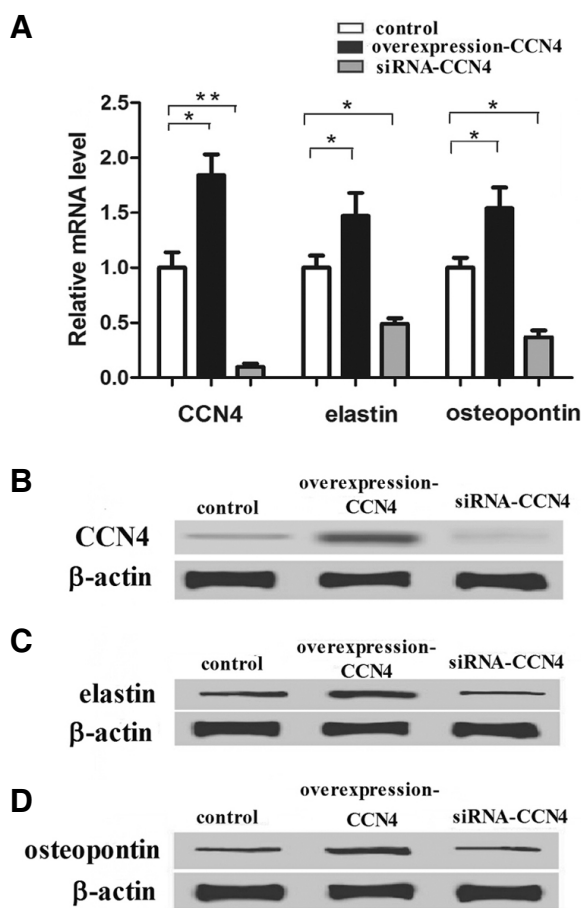 A
control
overexpression-CCN4
siRNA-CCN4
Relative mRNA level
2.5
2.0
1.5
1.0
0.5
0.0
** 
*
*
*
*
*
CCN4
elastin
osteopontin
B
control
overexpression-
CCN4
siRNA-CCN4
CCN4
β-actin
C
control
overexpression-
CCN4
siRNA-CCN4
elastin
β-actin
D
control
overexpression-
CCN4
siRNA-CCN4
osteopontin
β-actin